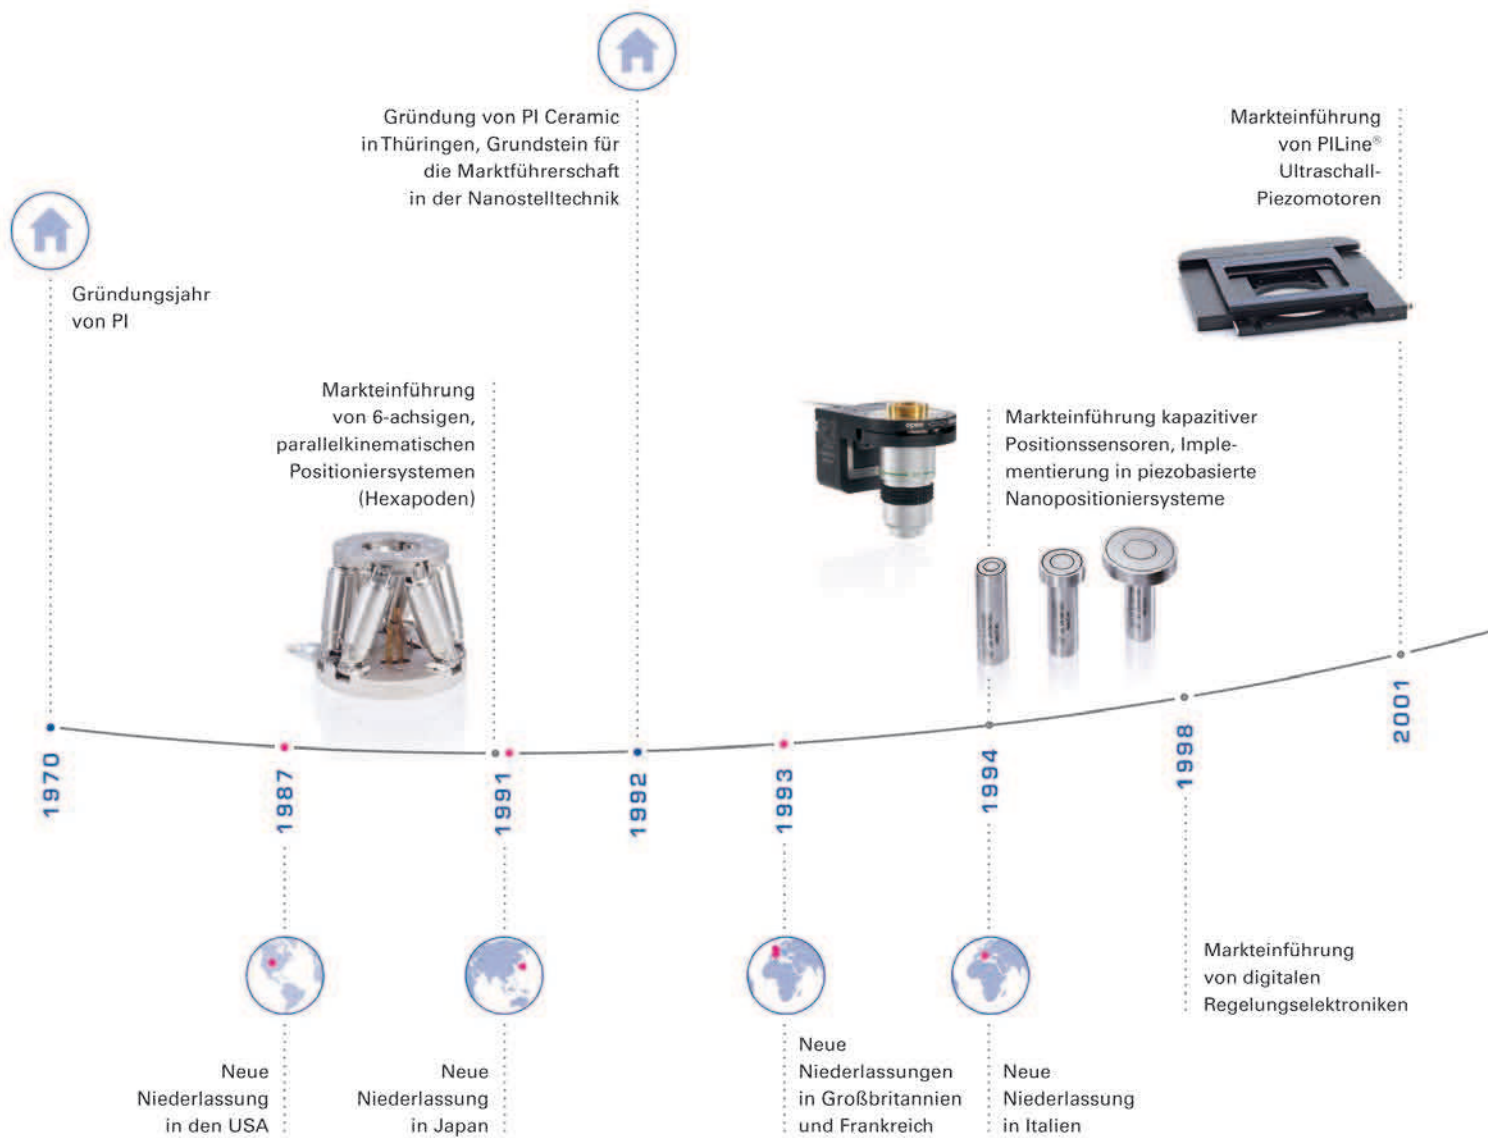 Gründung von PI Ceramic
in Thüringen, Grundstein für
die Marktführerschaft
in der Nanostelltechnik
Markteinführung
von PILine®
Ultraschall-
Piezomotoren
Gründungsjahr
von PI
Markteinführung
von 6-achsigen,
parallelkinematischen
Positioniersystemen
(Hexapoden)
Markteinführung kapazitiver
Positionssensoren, Imple-
mentierung in piezobasierte
Nanopositioniersysteme
1970
1987
1991
1992
1993
1994
1998
2001
Neue
Niederlassung
in den USA
Neue
Niederlassung
in Japan
Neue
Niederlassungen
in Großbritannien
und Frankreich
Neue
Niederlassung
in Italien
Markteinführung
von digitalen
Regelungselektroniken